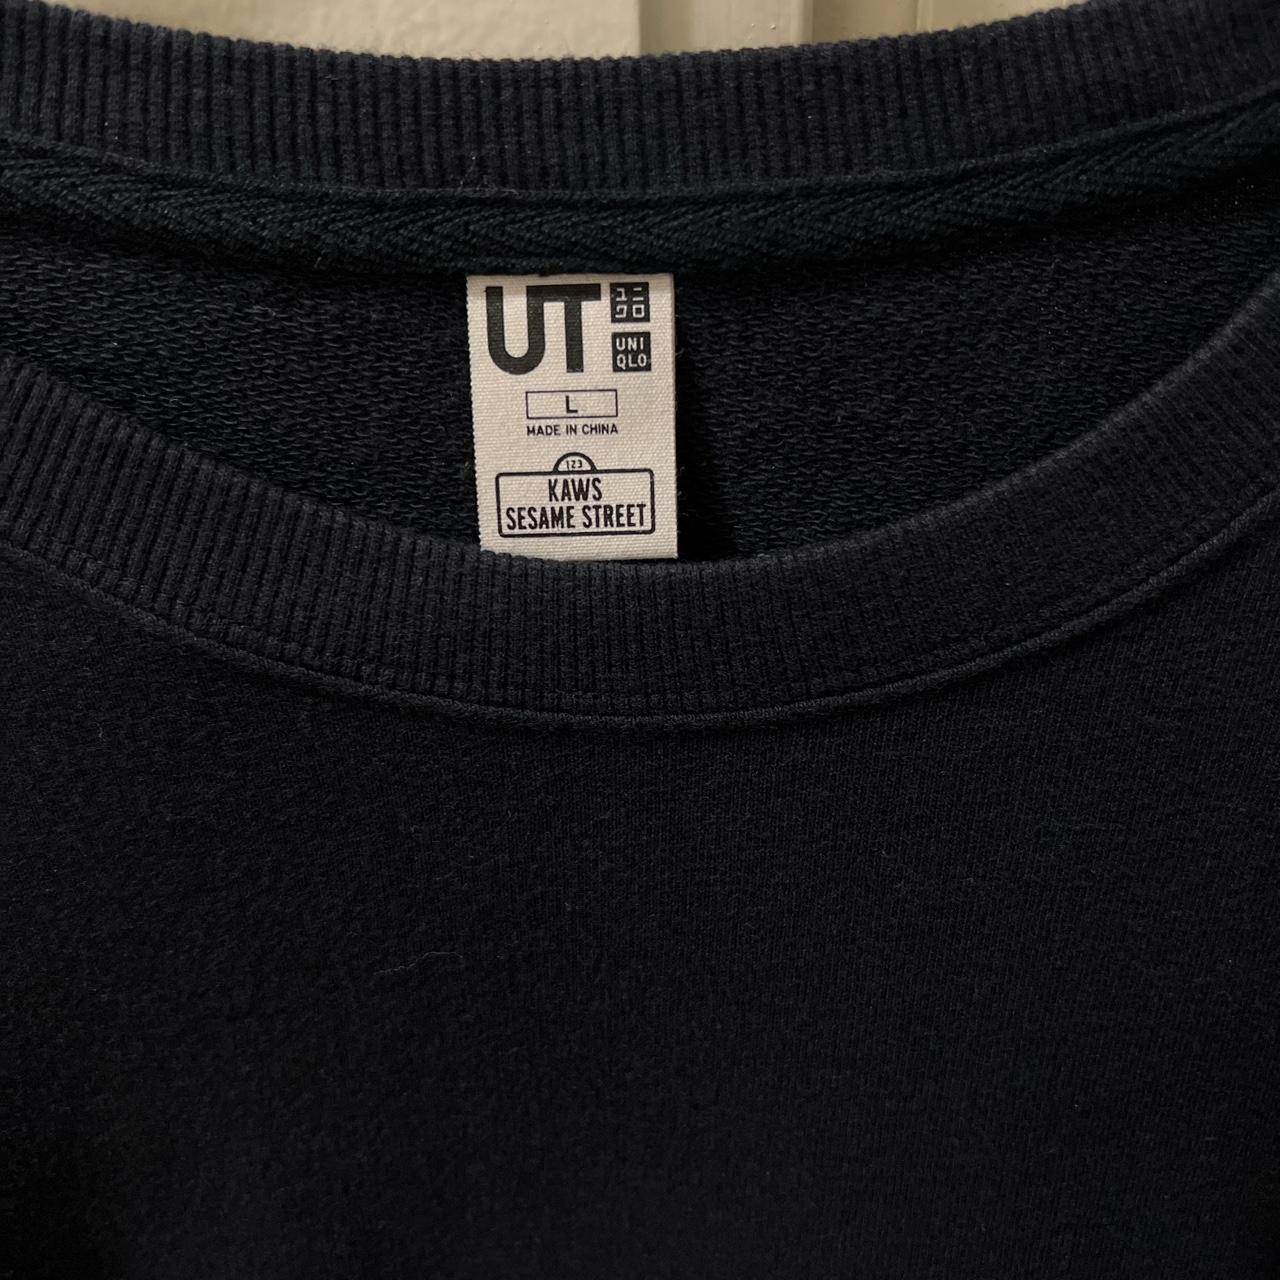 UT
ユニ
クロ
UNI
QLO
L
MADE IN CHINA
123
KAWS
SESAME STREET